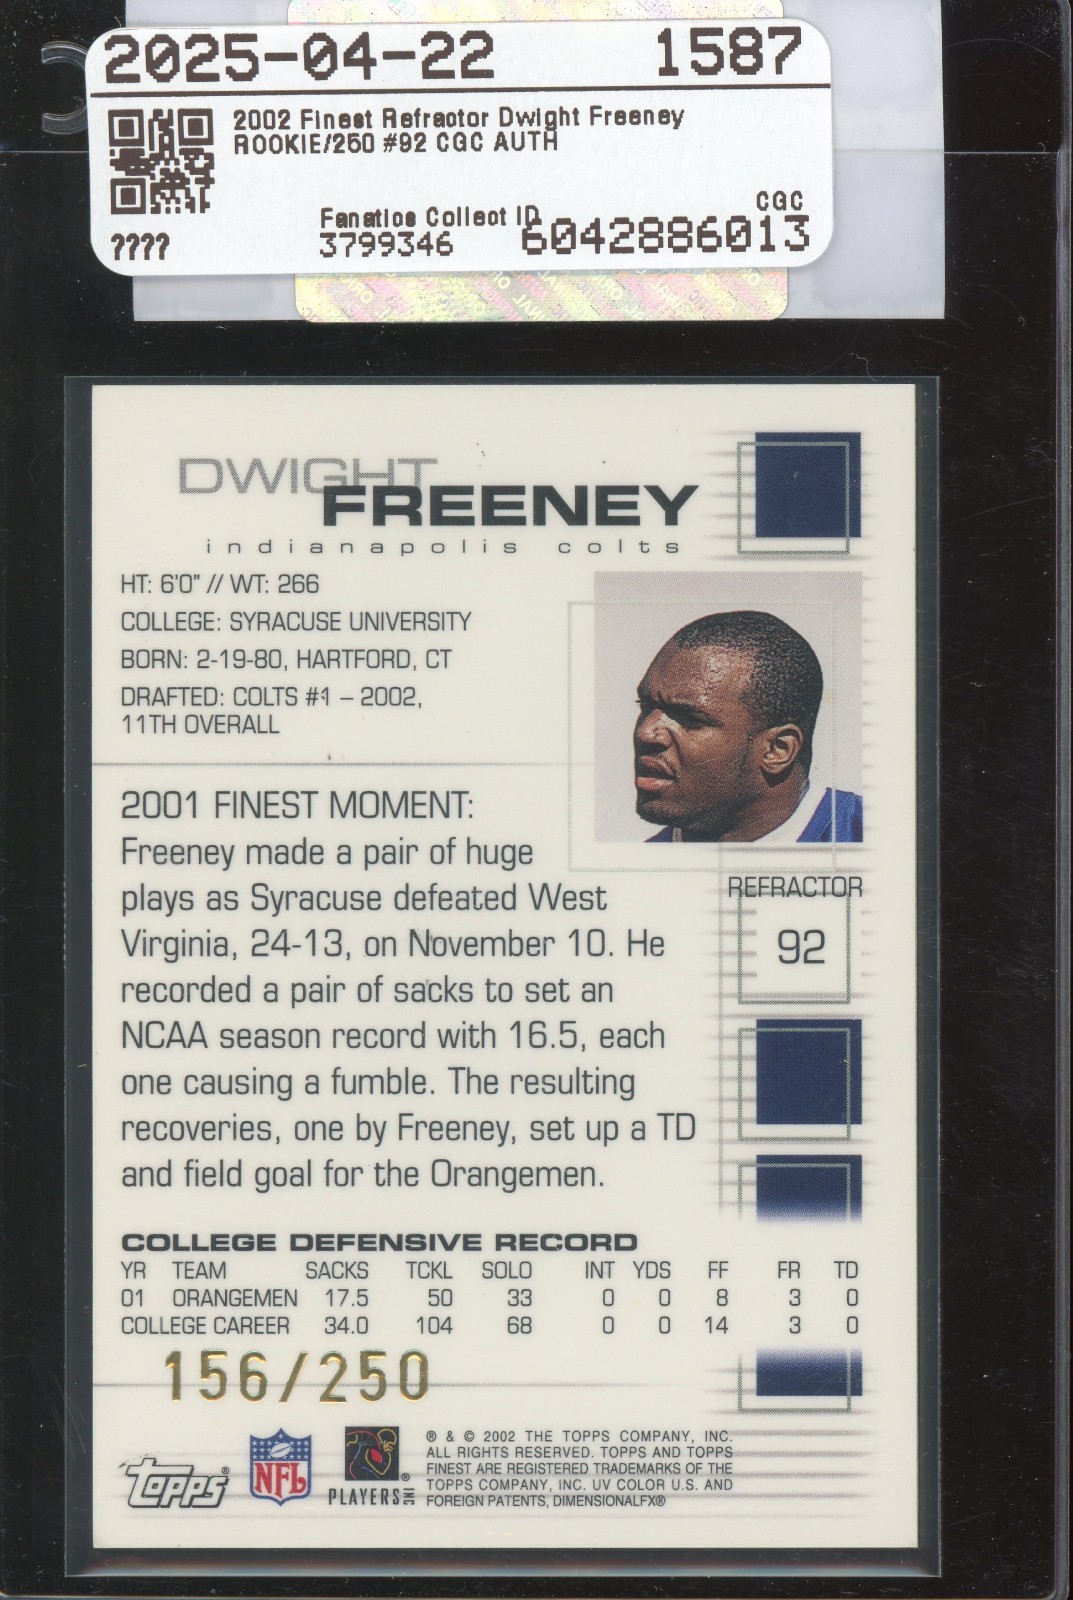 2025-04-22 1587
2002 Finest Refractor Dwight Freeney
ROOKIE/250 #92 CGC AUTH
CGC
Fanatics Collect ID
???? 3799346 6042886013
DWIGHT
FREENEY
indianapolis colts
HT: 6'0" // WT: 266
COLLEGE: SYRACUSE UNIVERSITY
BORN: 2-19-80, HARTFORD, CT
DRAFTED: COLTS #1 – 2002,
11TH OVERALL
2001 FINEST MOMENT:
Freeney made a pair of huge
plays as Syracuse defeated West
Virginia, 24-13, on November 10. He
recorded a pair of sacks to set an
NCAA season record with 16.5, each
one causing a fumble. The resulting
recoveries, one by Freeney, set up a TD
and field goal for the Orangemen.
REFRACTOR
92
COLLEGE DEFENSIVE RECORD
YR TEAM SACKS TCKL SOLO INT YDS FF FR TD
01 ORANGEMEN 17.5 50 33 0 0 8 3 0
COLLEGE CAREER 34.0 104 68 0 0 14 3 0
156/250
Topps®
NFL
PLAYERS INC ®
® & © 2002 THE TOPPS COMPANY, INC.
ALL RIGHTS RESERVED. TOPPS AND TOPPS
FINEST ARE REGISTERED TRADEMARKS OF THE
TOPPS COMPANY, INC. UV COLOR U.S. AND
FOREIGN PATENTS, DIMENSIONALFX®